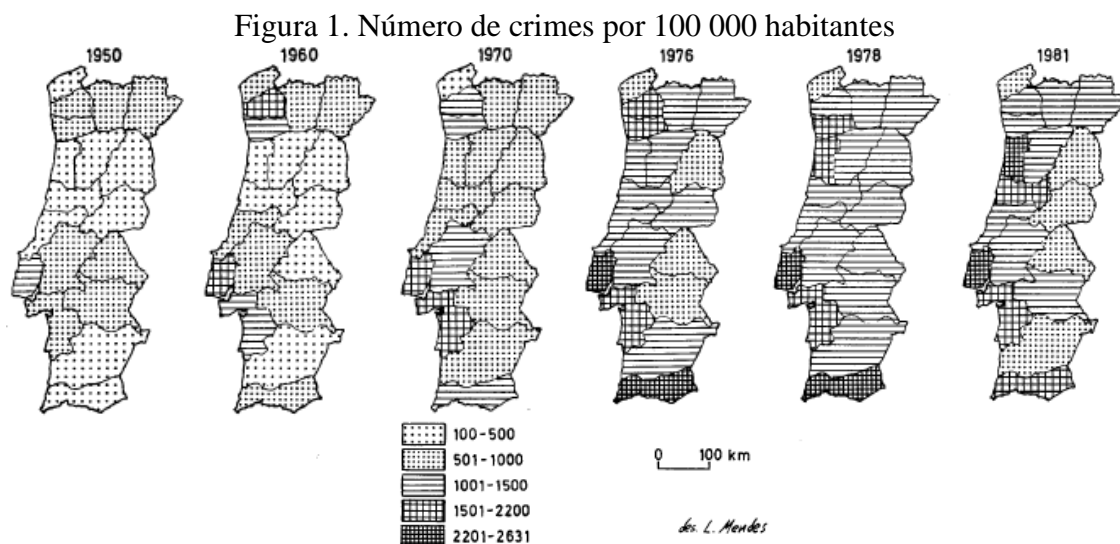 Figura 1. Número de crimes por 100 000 habitantes
1950 1960 1970 1976 1978 1981
100-500
501-1000
1001-1500
1501-2200
2201-2631
0 100 km
des. L. Mendes